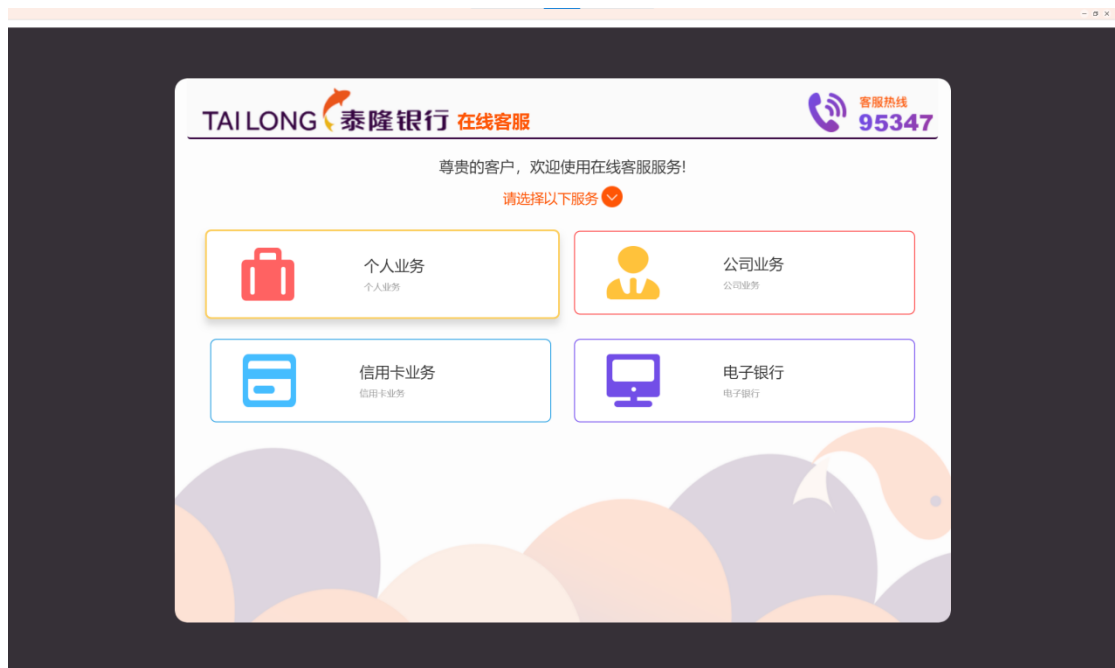 TAILONG 泰隆银行 在线客服
客服热线
95347
尊贵的客户，欢迎使用在线客服服务!
请选择以下服务
个人业务
个人业务
公司业务
公司业务
信用卡业务
信用卡业务
电子银行
电子银行